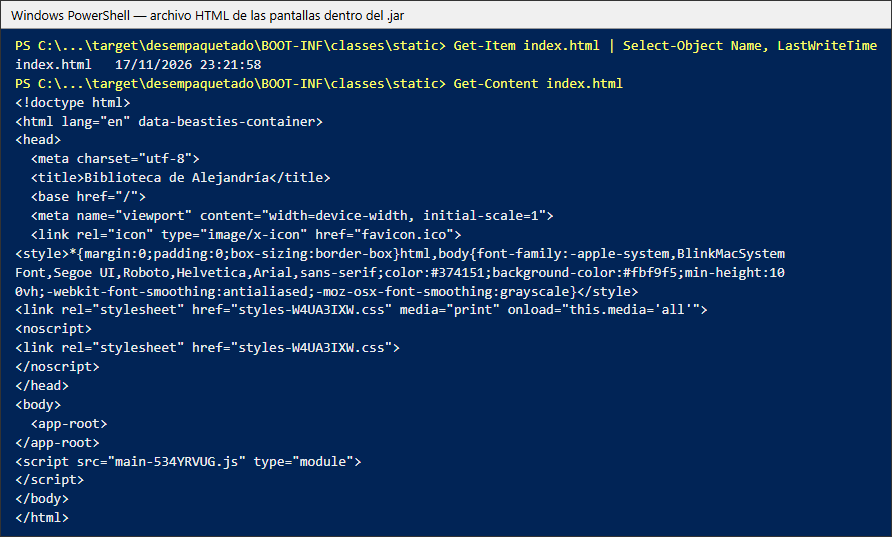 Windows PowerShell — archivo HTML de las pantallas dentro del .jar
PS C:\...\target\desempaquetado\BOOT-INF\classes\static> Get-Item index.html | Select-Object Name, LastWriteTime
index.html   17/11/2026 23:21:58
PS C:\...\target\desempaquetado\BOOT-INF\classes\static> Get-Content index.html
<!doctype html>
<html lang="en" data-beasties-container>
<head>
  <meta charset="utf-8">
  <title>Biblioteca de Alejandría</title>
  <base href="/">
  <meta name="viewport" content="width=device-width, initial-scale=1">
  <link rel="icon" type="image/x-icon" href="favicon.ico">
<style>*{margin:0;padding:0;box-sizing:border-box}html,body{font-family:-apple-system,BlinkMacSystem
Font,Segoe UI,Roboto,Helvetica,Arial,sans-serif;color:#374151;background-color:#fbf9f5;min-height:10
0vh;-webkit-font-smoothing:antialiased;-moz-osx-font-smoothing:grayscale}</style>
<link rel="stylesheet" href="styles-W4UA3IXW.css" media="print" onload="this.media='all'">
<noscript>
<link rel="stylesheet" href="styles-W4UA3IXW.css">
</noscript>
</head>
<body>
  <app-root>
</app-root>
<script src="main-534YRVUG.js" type="module">
</script>
</body>
</html>